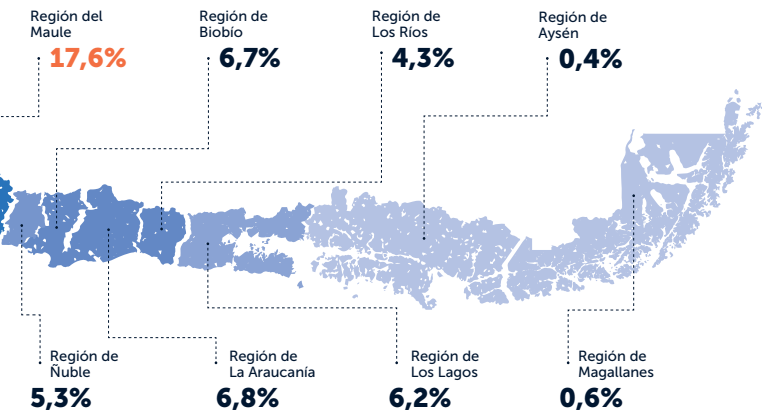 Región del
Maule
17,6%
Región de
Biobío
6,7%
Región de
Los Ríos
4,3%
Región de
Aysén
0,4%
Región de
Ñuble
5,3%
Región de
La Araucanía
6,8%
Región de
Los Lagos
6,2%
Región de
Magallanes
0,6%